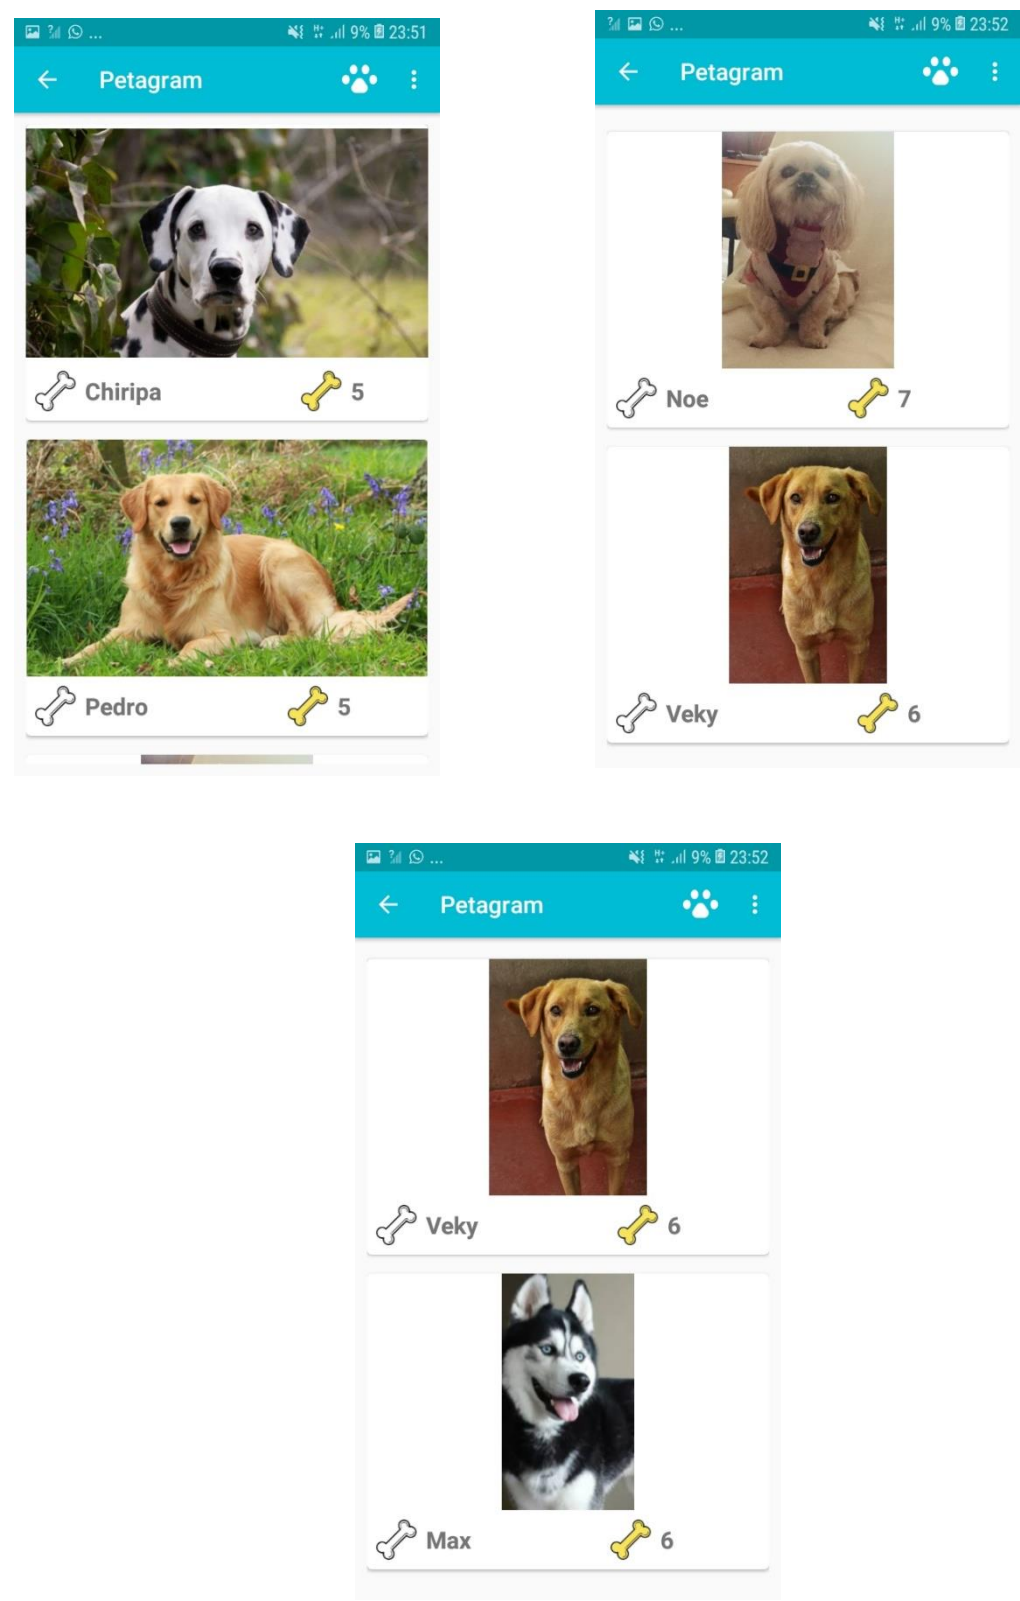 ... 9% 23:51
Petagram
Chiripa 5
Pedro 5
... 9% 23:52
Petagram
Noe 7
Veky 6
... 9% 23:52
Petagram
Veky 6
Max 6